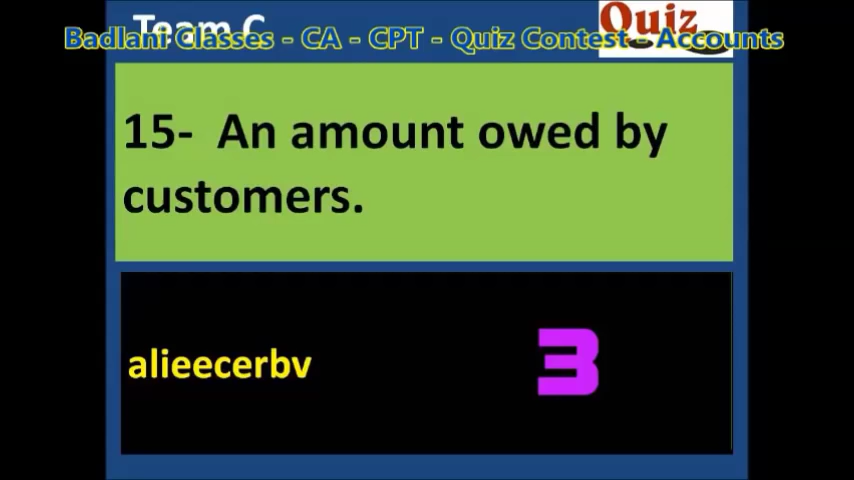 Team C
Quiz
Badlani Classes - CA - CPT - Quiz Contest - Accounts
15- An amount owed by
customers.
alieecerbv
3